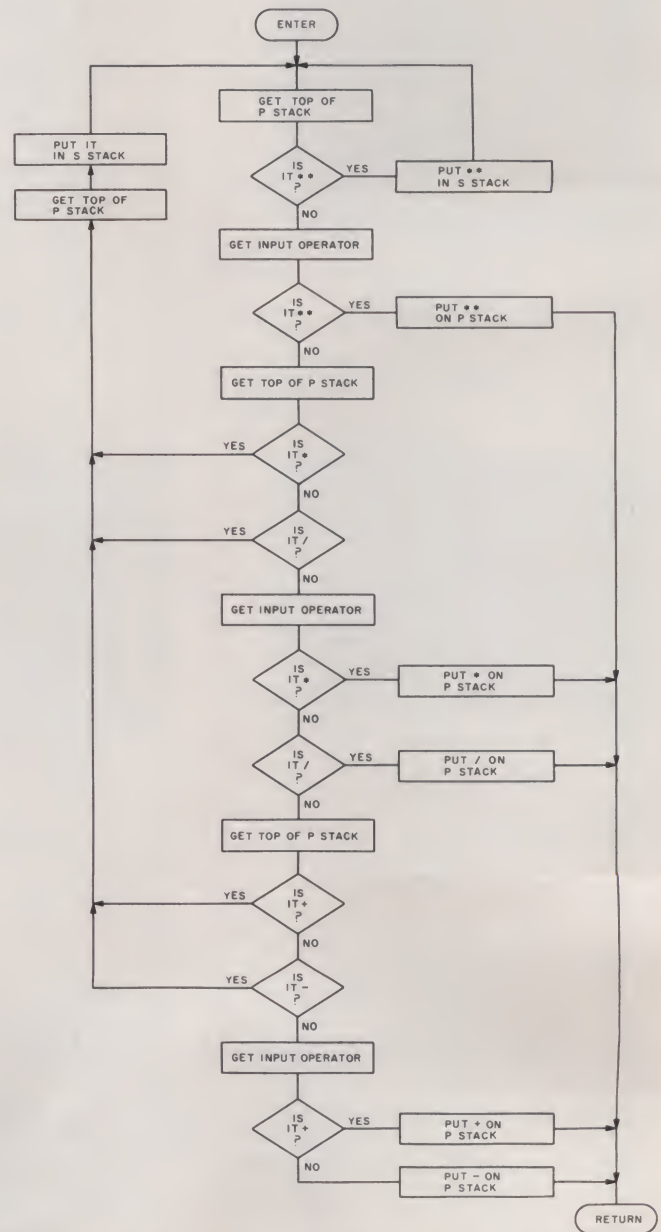 ENTER
GET TOP OF
P STACK
PUT IT
IN S STACK
GET TOP OF
P STACK
IS
IT **
?
YES
PUT **
IN S STACK
NO
GET INPUT OPERATOR
IS
IT **
?
YES
PUT **
ON P STACK
NO
GET TOP OF P STACK
YES
IS
IT *
?
NO
YES
IS
IT /
?
NO
GET INPUT OPERATOR
IS
IT *
?
YES
PUT * ON
P STACK
NO
IS
IT /
?
YES
PUT / ON
P STACK
NO
GET TOP OF P STACK
YES
IS
IT +
?
NO
YES
IS
IT -
?
NO
GET INPUT OPERATOR
IS
IT +
?
YES
PUT + ON
P STACK
NO
PUT - ON
P STACK
RETURN